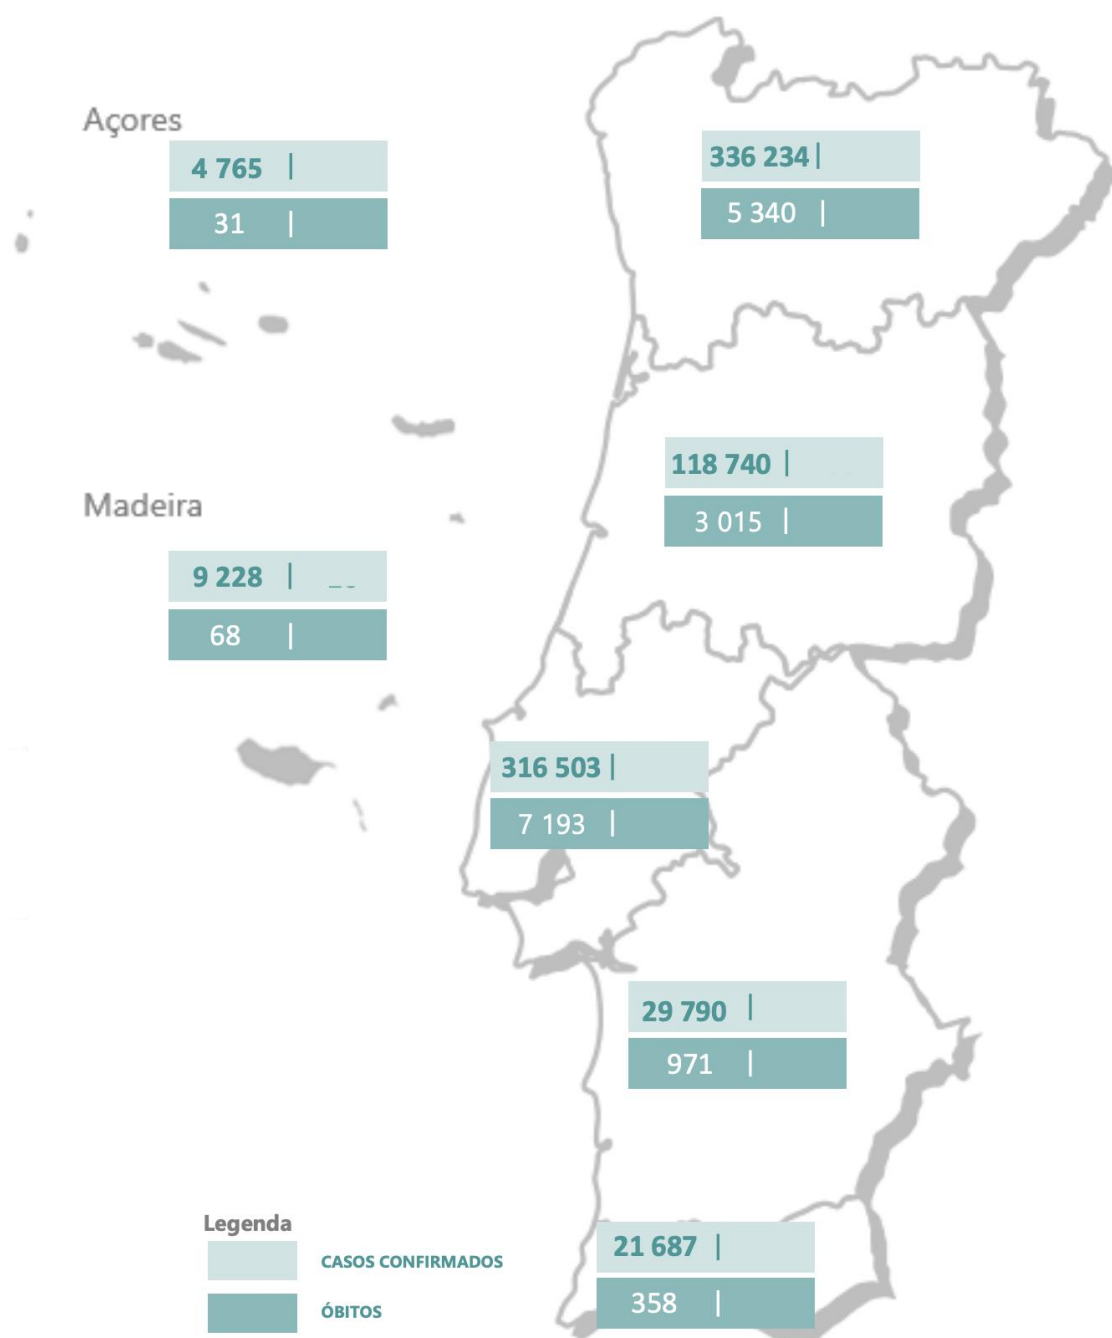 Açores
4 765 |
31 |
336 234 |
5 340 |
118 740 |
3 015 |
Madeira
9 228 |
68 |
316 503 |
7 193 |
29 790 |
971 |
21 687 |
358 |
Legenda
CASOS CONFIRMADOS
ÓBITOS